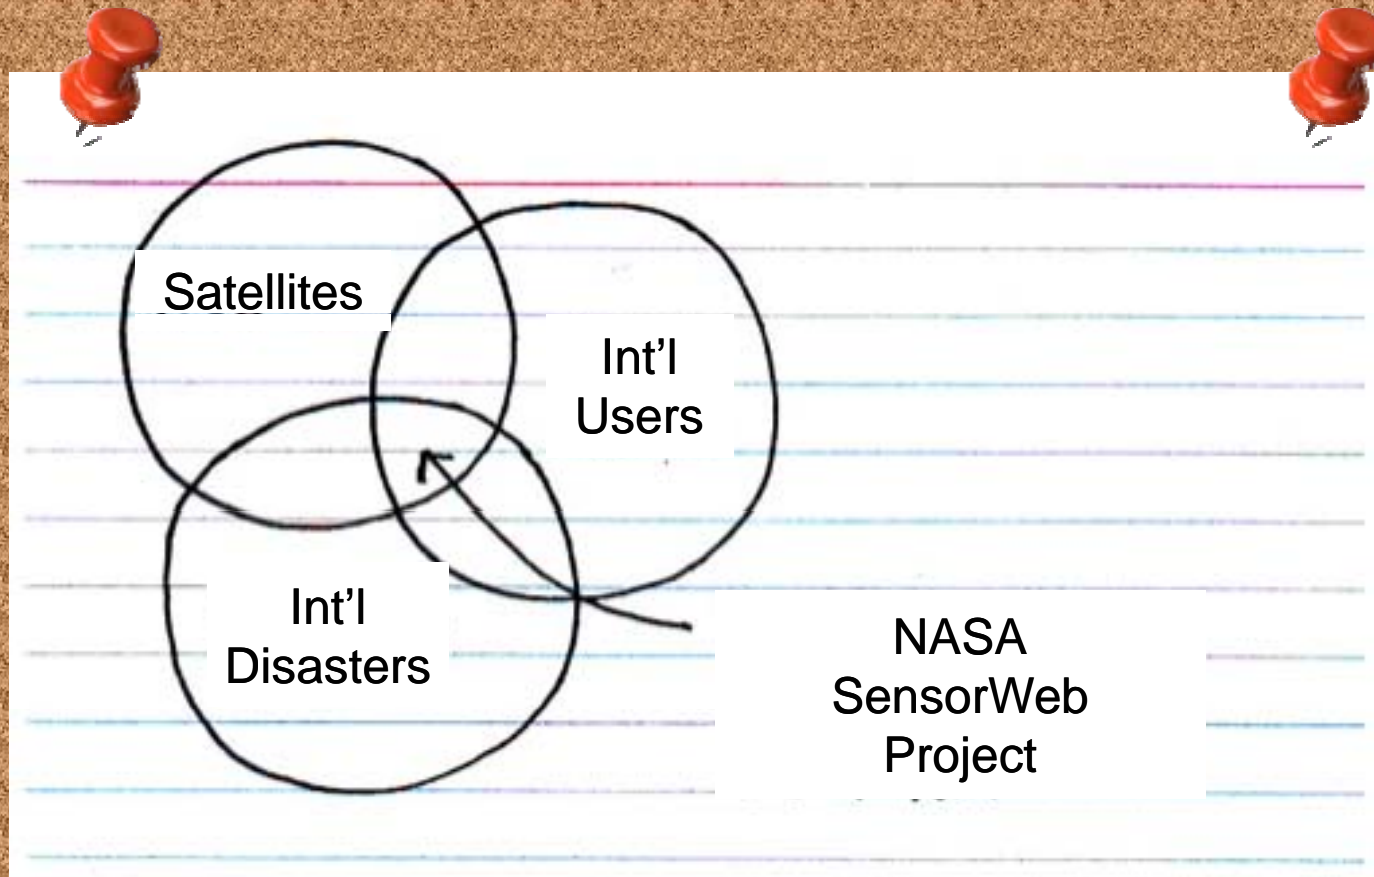 Satellites
Int'l
Users
Int'l
Disasters
NASA
SensorWeb
Project